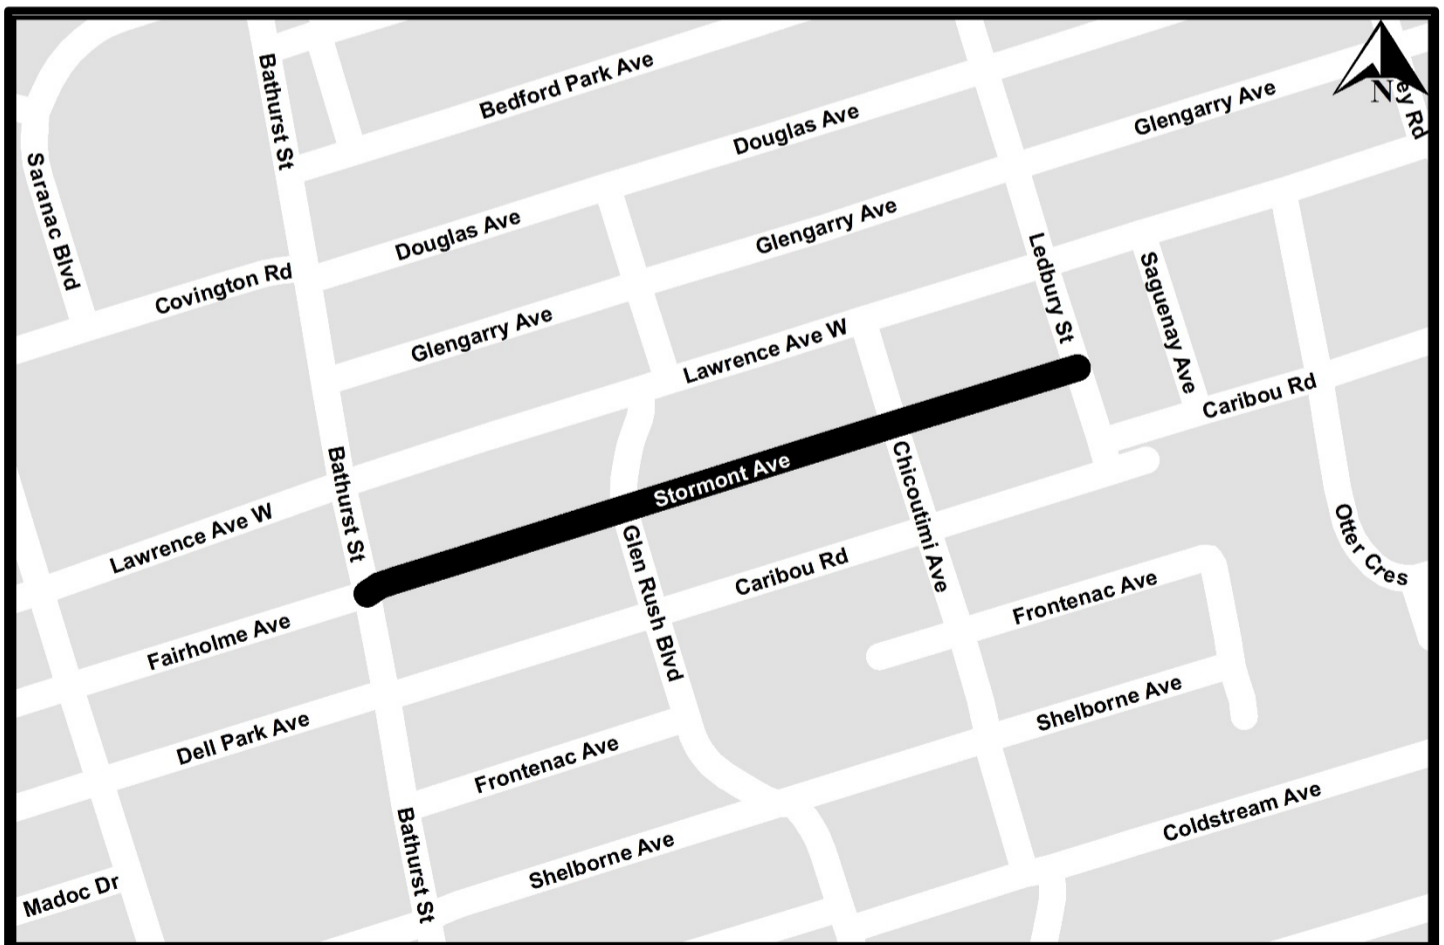 Bathurst St
Bedford Park Ave
Glengarry Ave
N
ey Rd
Douglas Ave
Saranac Blvd
Douglas Ave
Glengarry Ave
Covington Rd
Ledbury St
Saguenay Ave
Glengarry Ave
Lawrence Ave W
Caribou Rd
Bathurst St
Stormont Ave
Chicoutimi Ave
Lawrence Ave W
Otter Cres
Glen Rush Blvd
Caribou Rd
Frontenac Ave
Fairholme Ave
Dell Park Ave
Shelborne Ave
Frontenac Ave
Coldstream Ave
Bathurst St
Shelborne Ave
Madoc Dr